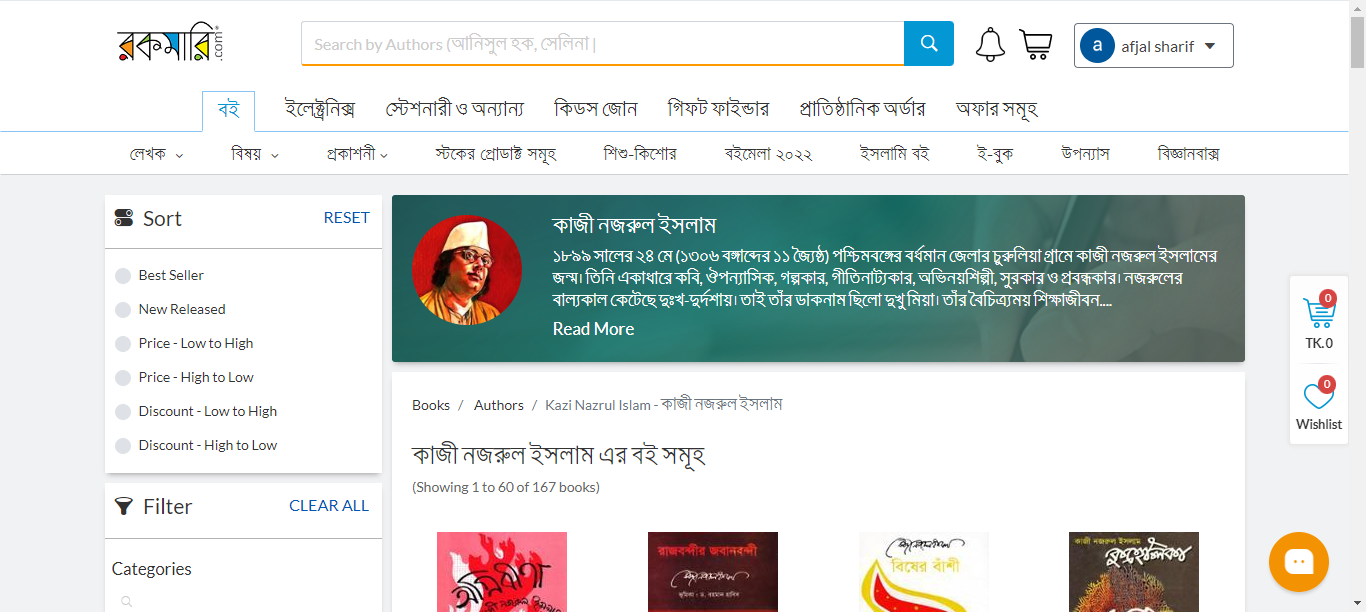 রকমারি.com
Search by Authors (আনিসুল হক, সেলিনা |
a afjal sharif
বই ইলেক্ট্রনিক্স স্টেশনারী ও অন্যান্য কিডস জোন গিফট ফাইন্ডার প্রাতিষ্ঠানিক অর্ডার অফার সমূহ
লেখক বিষয় প্রকাশনী স্টকের প্রোডাক্ট সমূহ শিশু-কিশোর বইমেলা ২০২২ ইসলামি বই ই-বুক উপন্যাস বিজ্ঞানবাক্স
Sort RESET
Best Seller
New Released
Price - Low to High
Price - High to Low
Discount - Low to High
Discount - High to Low
Filter CLEAR ALL
Categories
কাজী নজরুল ইসলাম
১৮৯৯ সালের ২৪ মে (১৩০৬ বঙ্গাব্দের ১১ জ্যৈষ্ঠ) পশ্চিমবঙ্গের বর্ধমান জেলার চুরুলিয়া গ্রামে কাজী নজরুল ইসলামের
জন্ম। তিনি একাধারে কবি, ঔপন্যাসিক, গল্পকার, গীতিনাট্যকার, অভিনয়শিল্পী, সুরকার ও প্রবন্ধকার। নজরুলের
বাল্যকাল কেটেছে দুঃখ-দুর্দশায়। তাই তাঁর ডাকনাম ছিলো দুখু মিয়া। তাঁর বৈচিত্র্যময় শিক্ষাজীবন....
Read More
Books / Authors / Kazi Nazrul Islam - কাজী নজরুল ইসলাম
কাজী নজরুল ইসলাম এর বই সমূহ
(Showing 1 to 60 of 167 books)
অগ্নিবীণা
কাজী নজরুল ইসলাম
রাজবন্দীর জবানবন্দী
বিষের বাঁশী
কাজী নজরুল ইসলাম
0
TK.0
0
Wishlist